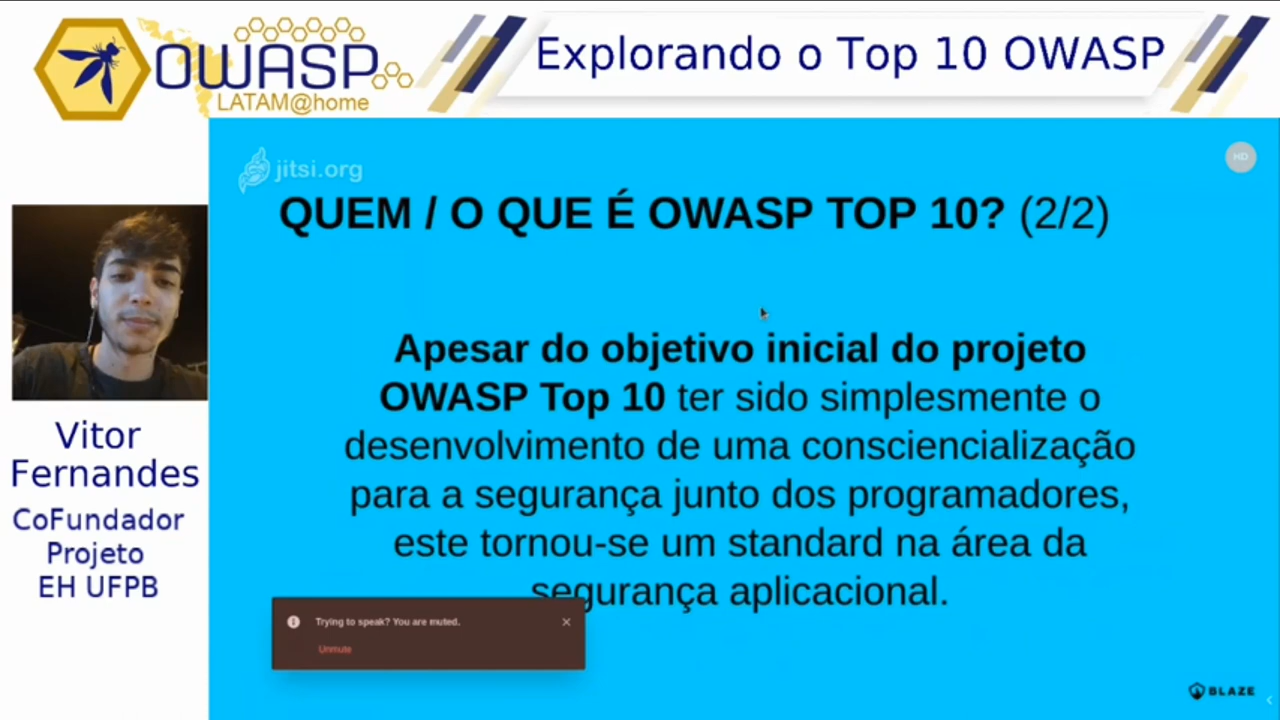 OWASP
LATAM@home
Explorando o Top 10 OWASP
jitsi.org
HD
QUEM / O QUE É OWASP TOP 10? (2/2)
Apesar do objetivo inicial do projeto
OWASP Top 10 ter sido simplesmente o
desenvolvimento de uma consciencialização
para a segurança junto dos programadores,
este tornou-se um standard na área da
segurança aplicacional.
Vitor
Fernandes
CoFundador
Projeto
EH UFPB
Trying to speak? You are muted.
Unmute
BLAZE